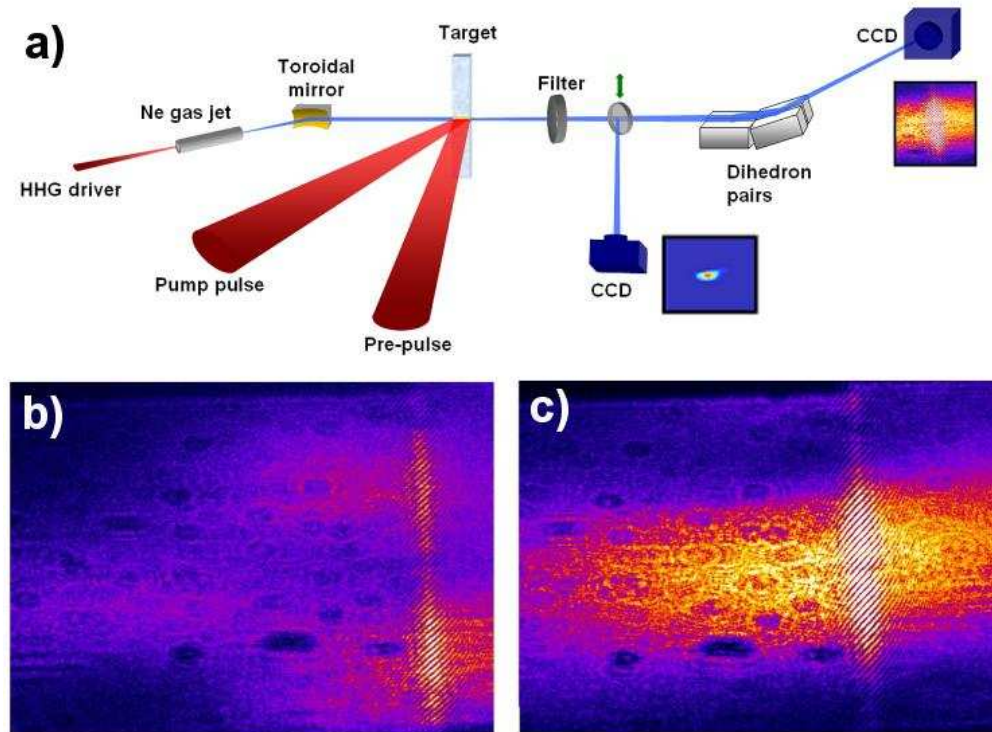 a)
Target
CCD
Toroidal
mirror
Filter
Ne gas jet
HHG driver
Dihedron
pairs
Pump pulse
CCD
Pre-pulse
b)
c)